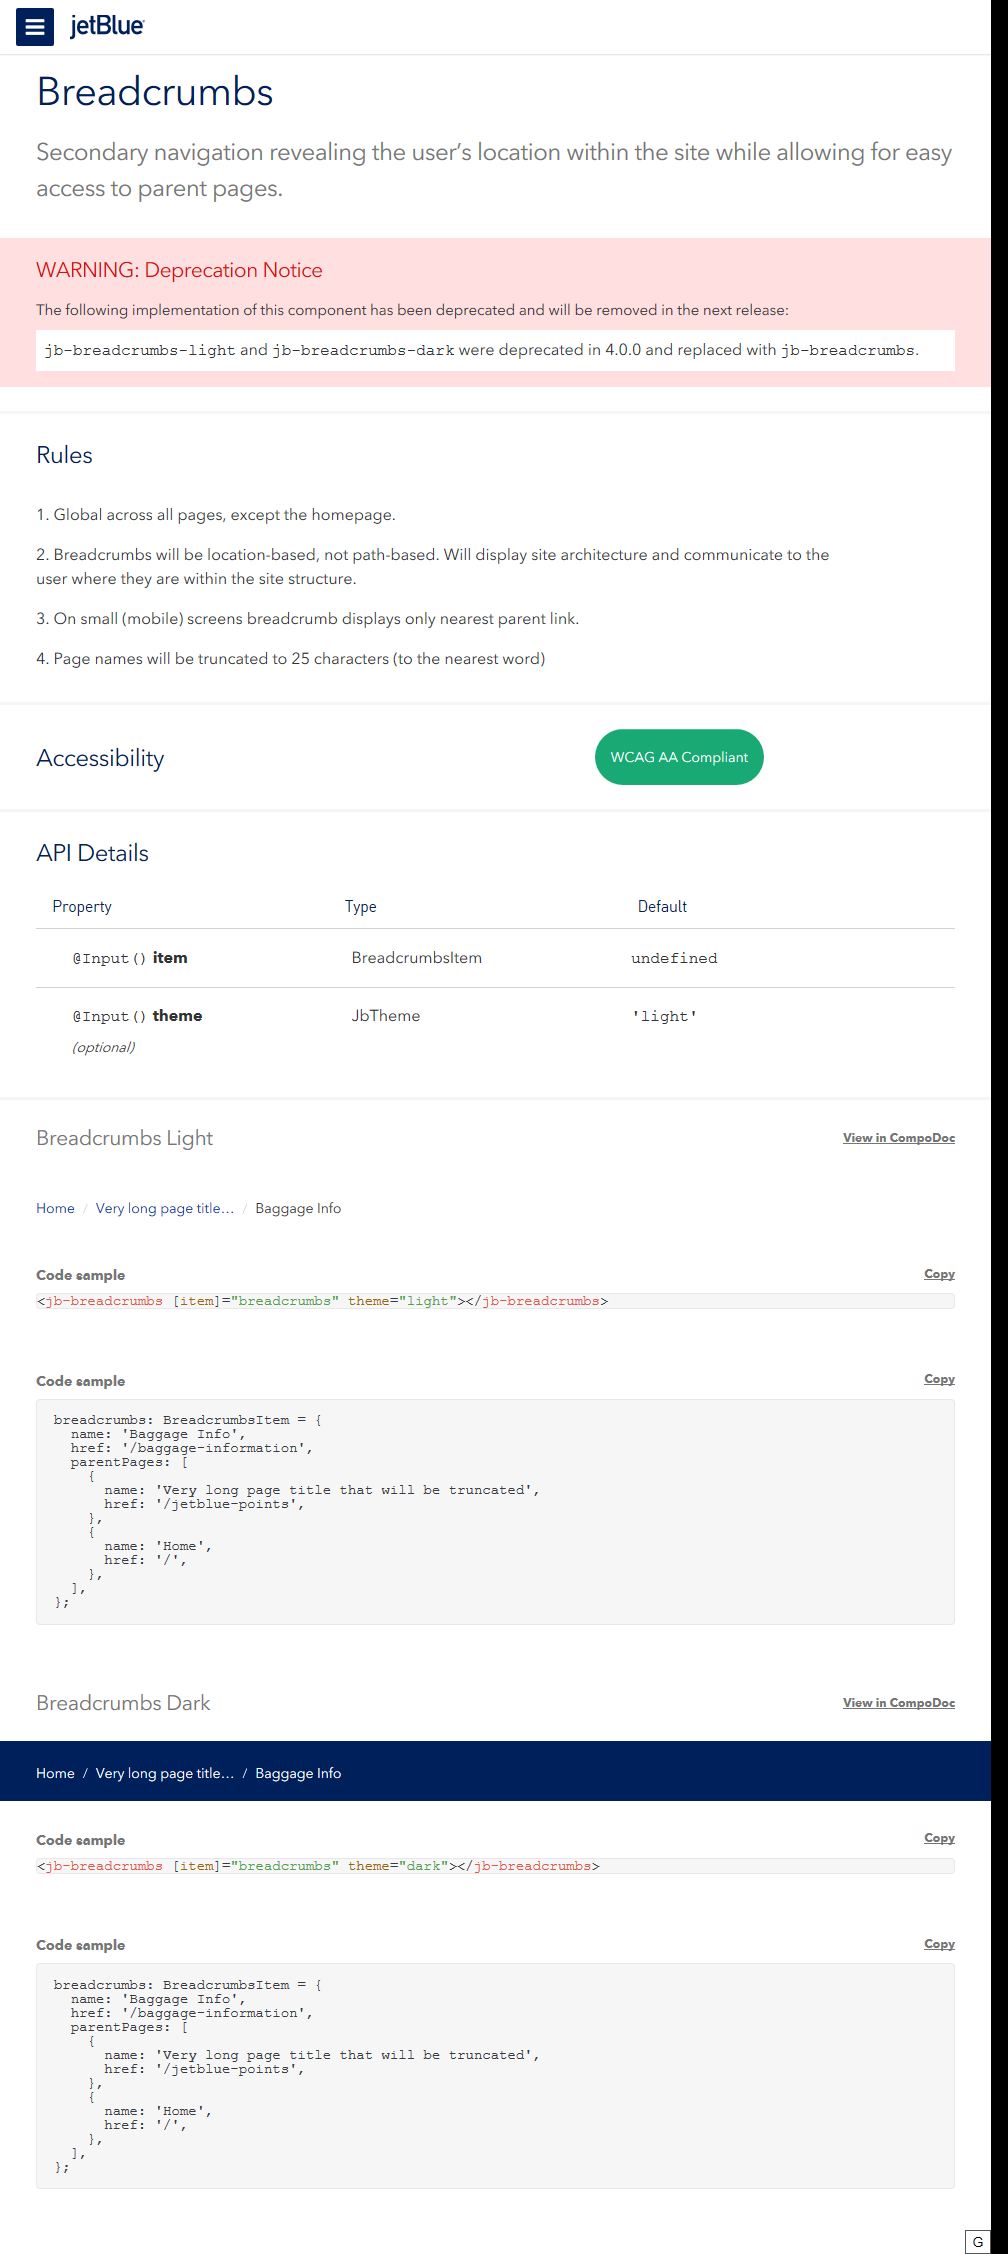 jetBlue
Breadcrumbs
Secondary navigation revealing the user's location within the site while allowing for easy
access to parent pages.
WARNING: Deprecation Notice
The following implementation of this component has been deprecated and will be removed in the next release:
jb-breadcrumbs-light and jb-breadcrumbs-dark were deprecated in 4.0.0 and replaced with jb-breadcrumbs.
Rules
1. Global across all pages, except the homepage.
2. Breadcrumbs will be location-based, not path-based. Will display site architecture and communicate to the
user where they are within the site structure.
3. On small (mobile) screens breadcrumb displays only nearest parent link.
4. Page names will be truncated to 25 characters (to the nearest word)
Accessibility WCAG AA Compliant
API Details
Property Type Default
@Input() item BreadcrumbsItem undefined
@Input() theme JbTheme 'light'
(optional)
Breadcrumbs Light View in CompoDoc
Home / Very long page title... / Baggage Info
Code sample Copy
<jb-breadcrumbs [item]="breadcrumbs" theme="light"></jb-breadcrumbs>
Code sample Copy
breadcrumbs: BreadcrumbsItem = {
name: 'Baggage Info',
href: '/baggage-information',
parentPages: [
{
name: 'Very long page title that will be truncated',
href: '/jetblue-points',
},
{
name: 'Home',
href: '/',
},
],
};
Breadcrumbs Dark View in CompoDoc
Home / Very long page title... / Baggage Info
Code sample Copy
<jb-breadcrumbs [item]="breadcrumbs" theme="dark"></jb-breadcrumbs>
Code sample Copy
breadcrumbs: BreadcrumbsItem = {
name: 'Baggage Info',
href: '/baggage-information',
parentPages: [
{
name: 'Very long page title that will be truncated',
href: '/jetblue-points',
},
{
name: 'Home',
href: '/',
},
],
};
G